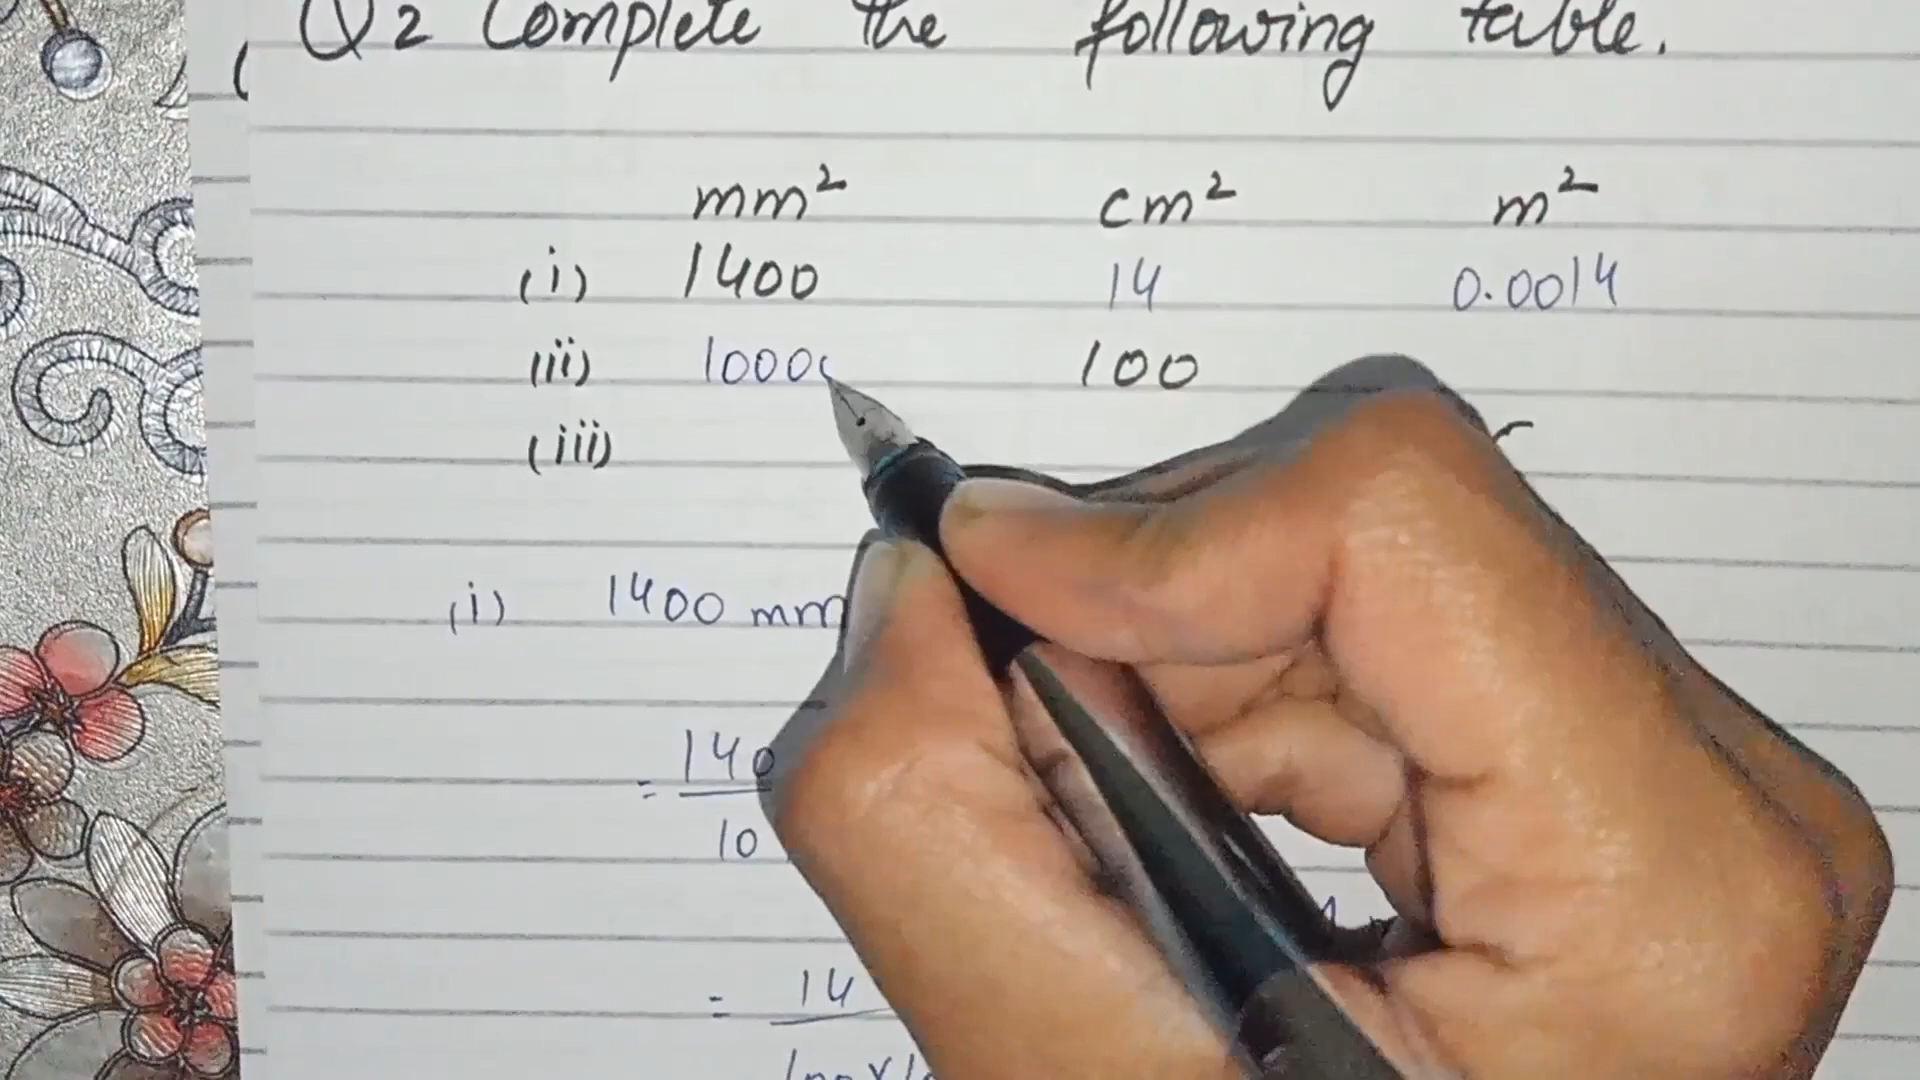 Q2 Complete the following table.
mm² cm² m²
(i) 1400 14 0.0014
(ii) 1000 100
(iii)
(i) 1400 mm
= 140
10
= 14